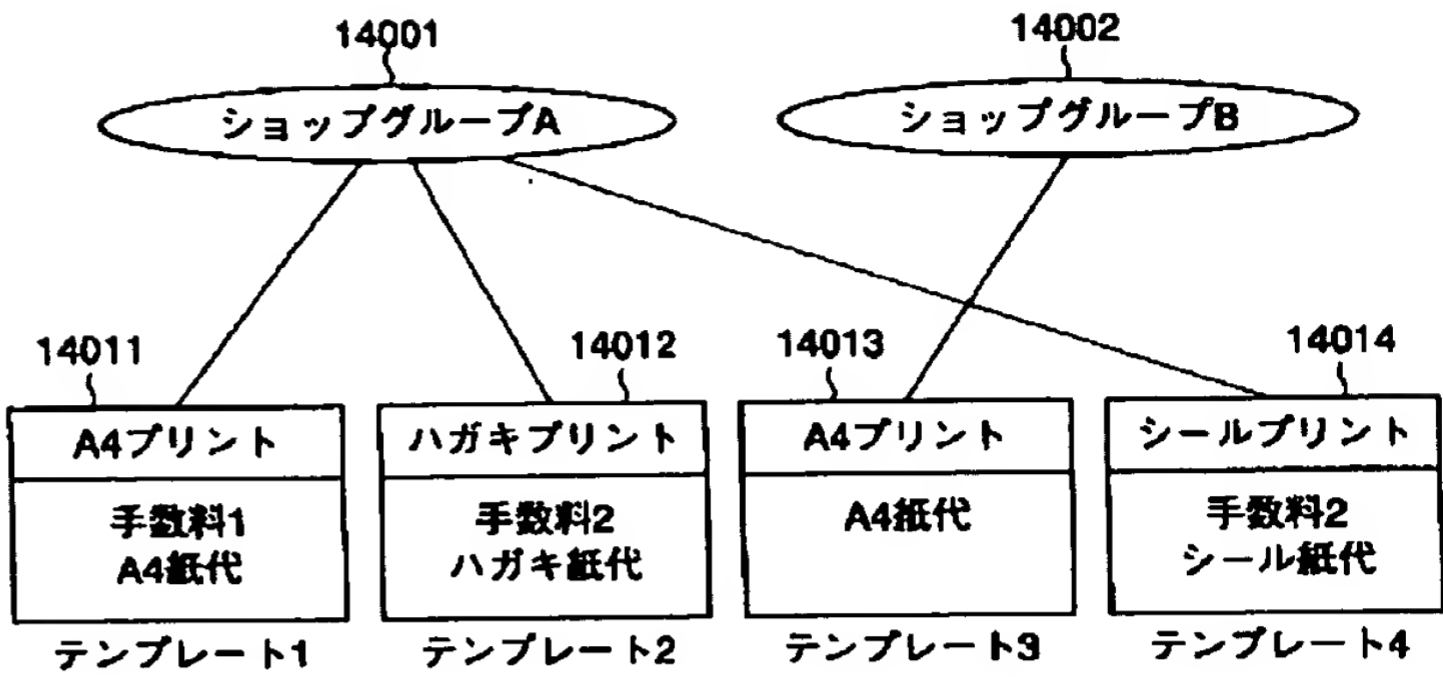 14001
14002
ショップグループA
ショップグループB
14011
14012
14013
14014
A4プリント
ハガキプリント
A4プリント
シールプリント
手数料1
A4紙代
手数料2
ハガキ紙代
A4紙代
手数料2
シール紙代
テンプレート1
テンプレート2
テンプレート3
テンプレート4